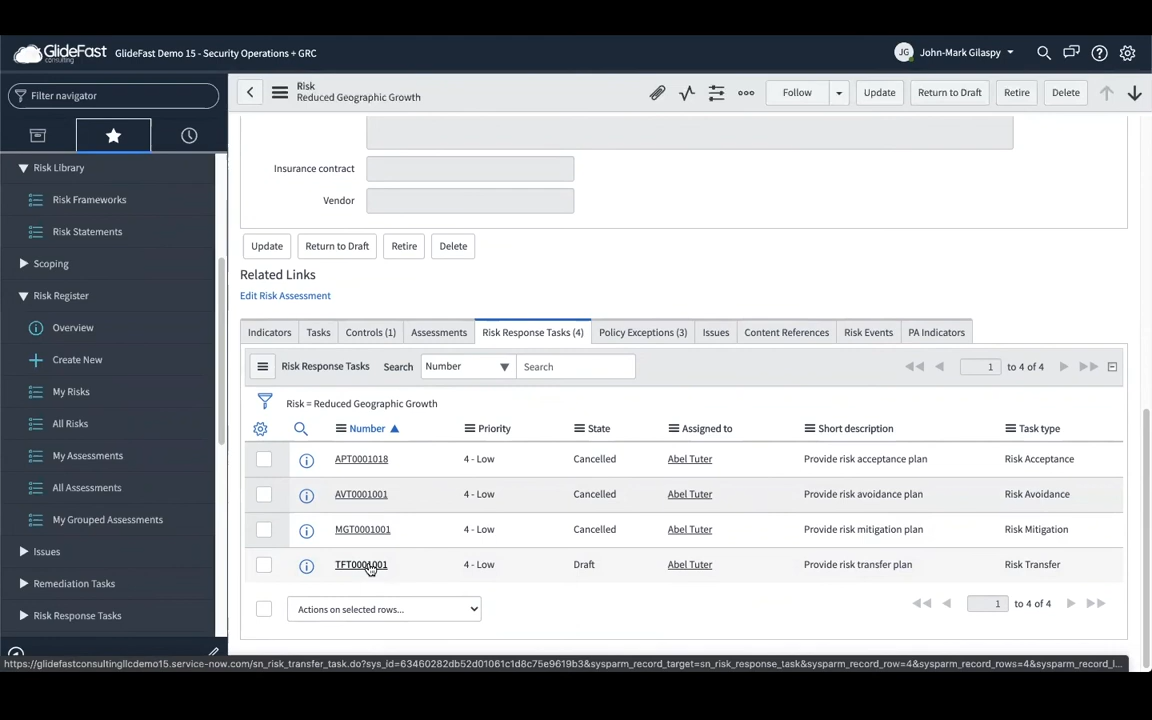 GlideFast consulting GlideFast Demo 15 - Security Operations + GRC
JG John-Mark Gilaspy
Filter navigator
Risk
Reduced Geographic Growth
Follow Update Return to Draft Retire Delete
Risk Library
Risk Frameworks
Risk Statements
Scoping
Risk Register
Overview
Create New
My Risks
All Risks
My Assessments
All Assessments
My Grouped Assessments
Issues
Remediation Tasks
Risk Response Tasks
Insurance contract
Vendor
Update Return to Draft Retire Delete
Related Links
Edit Risk Assessment
Indicators Tasks Controls (1) Assessments Risk Response Tasks (4) Policy Exceptions (3) Issues Content References Risk Events PA Indicators
Risk Response Tasks Search Number Search 1 to 4 of 4
Risk = Reduced Geographic Growth
Number Priority State Assigned to Short description Task type
APT0001018 4 - Low Cancelled Abel Tuter Provide risk acceptance plan Risk Acceptance
AVT0001001 4 - Low Cancelled Abel Tuter Provide risk avoidance plan Risk Avoidance
MGT0001001 4 - Low Cancelled Abel Tuter Provide risk mitigation plan Risk Mitigation
TFT0001001 4 - Low Draft Abel Tuter Provide risk transfer plan Risk Transfer
Actions on selected rows... 1 to 4 of 4
https://glidefastconsultingllcdemo15.service-now.com/sn_risk_transfer_task.do?sys_id=63460282db52d01061c1d8c75e9619b3&sysparm_record_target=sn_risk_response_task&sysparm_record_row=4&sysparm_record_rows=4&sysparm_record_l...